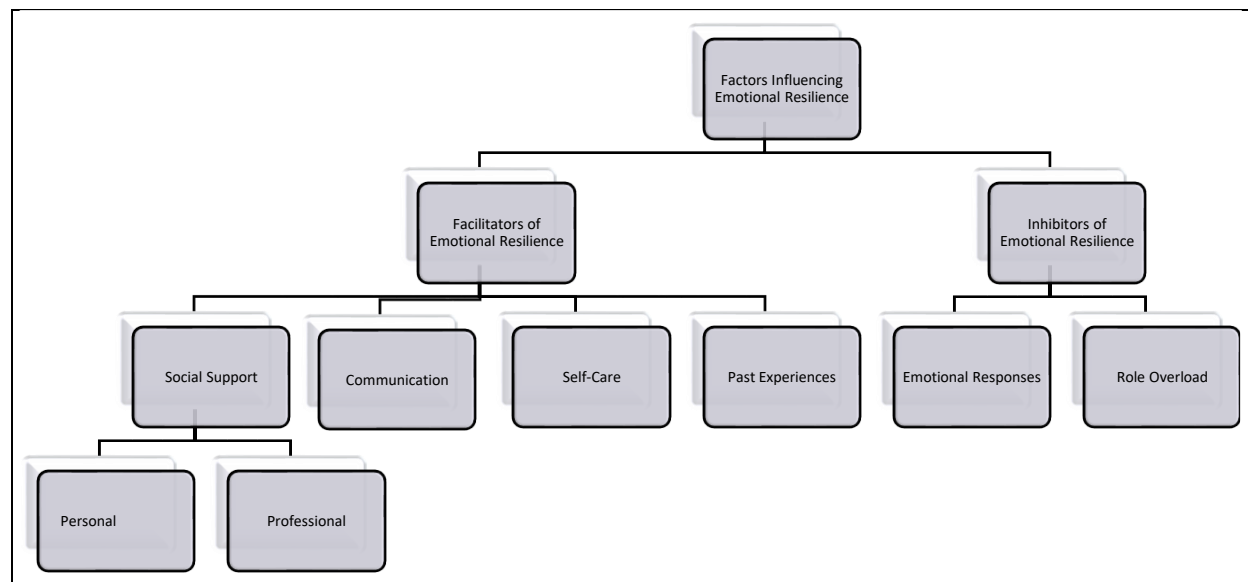 Factors Influencing
Emotional Resilience
Facilitators of
Emotional Resilience
Inhibitors of
Emotional Resilience
Social Support
Communication
Self-Care
Past Experiences
Emotional Responses
Role Overload
Personal
Professional